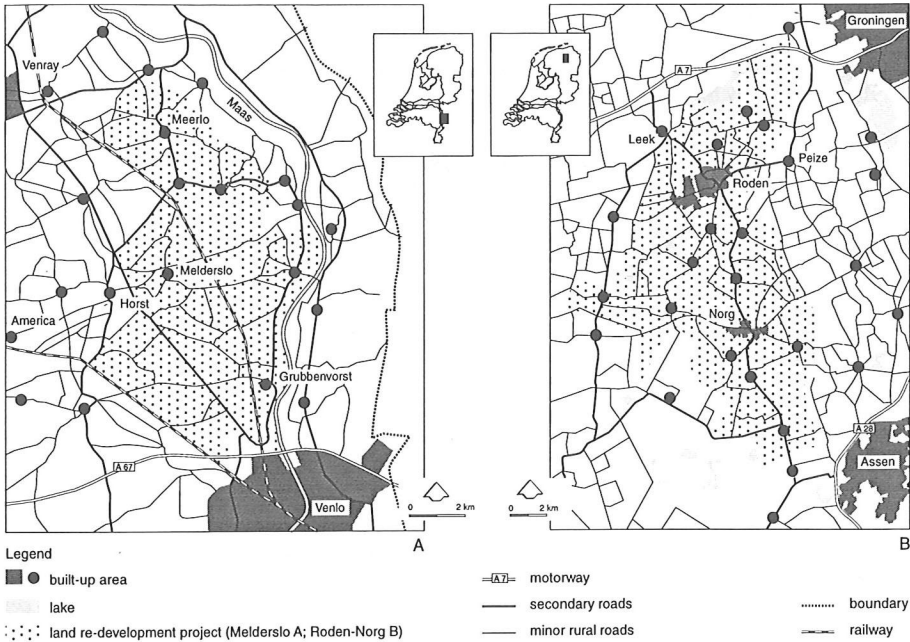 Venray
Meerlo
Maas
Melderslo
Horst
America
Grubbenvorst
A 67
Venlo
0 2 km
A
Groningen
A 7
Leek
Peize
Roden
Norg
A 28
Assen
0 2 km
B
Legend
built-up area
lake
land re-development project (Melderslo A; Roden-Norg B)
A 7 motorway
secondary roads
minor rural roads
boundary
railway